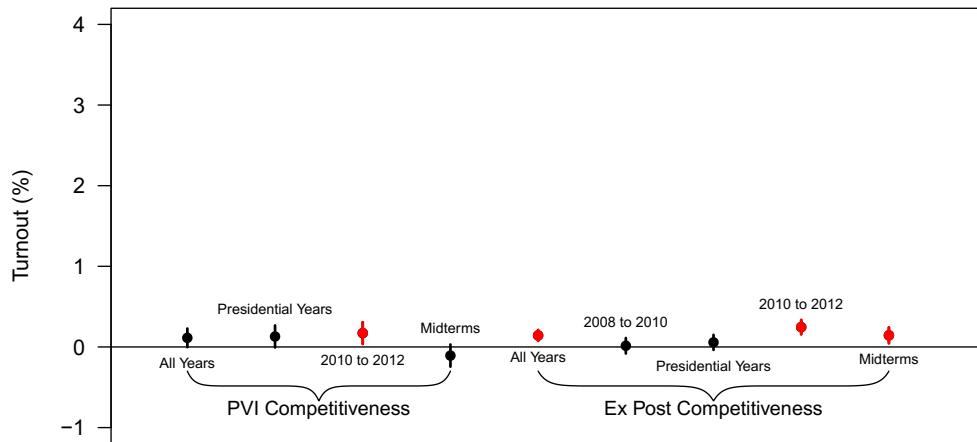 4
3
2
1
0
−1
Turnout (%)
Presidential Years
All Years
2010 to 2012
Midterms
PVI Competitiveness
All Years
2008 to 2010
Presidential Years
2010 to 2012
Midterms
Ex Post Competitiveness